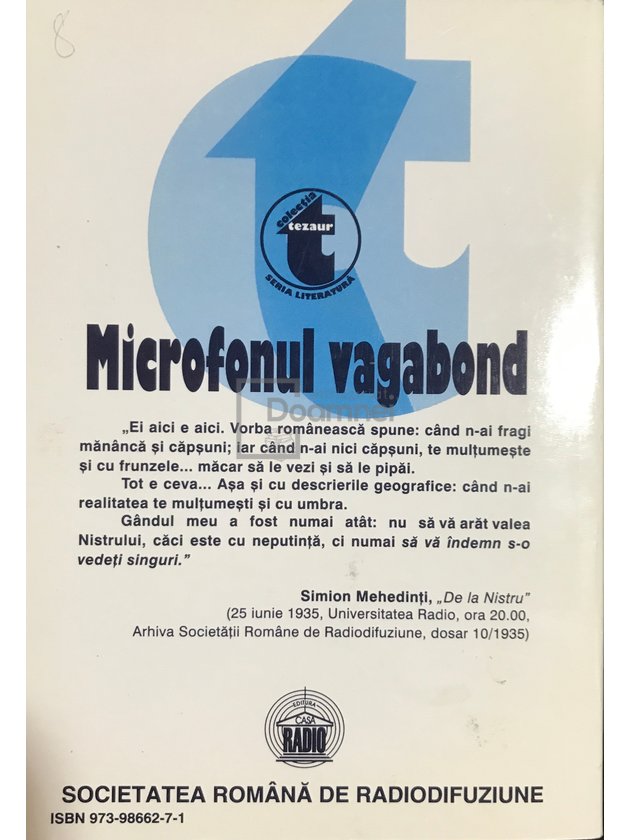 8
colecția
tezaur
t
SERIA LITERATURĂ
Microfonul vagabond
Doamnei
„Ei aici e aici. Vorba românească spune: când n-ai fragi
mănâncă și căpșuni; iar când n-ai nici căpșuni, te mulțumește
și cu frunzele... măcar să le vezi și să le pipăi.
Tot e ceva... Așa și cu descrierile geografice: când n-ai
realitatea te mulțumești și cu umbra.
Gândul meu a fost numai atât: nu să vă arăt valea
Nistrului, căci este cu neputință, ci numai să vă îndemn s-o
vedeți singuri.”
Simion Mehedinți, „De la Nistru”
(25 iunie 1935, Universitatea Radio, ora 20.00,
Arhiva Societății Române de Radiodifuziune, dosar 10/1935)
EDITURA
CASA
RADIO
SOCIETATEA ROMÂNĂ DE RADIODIFUZIUNE
ISBN 973-98662-7-1